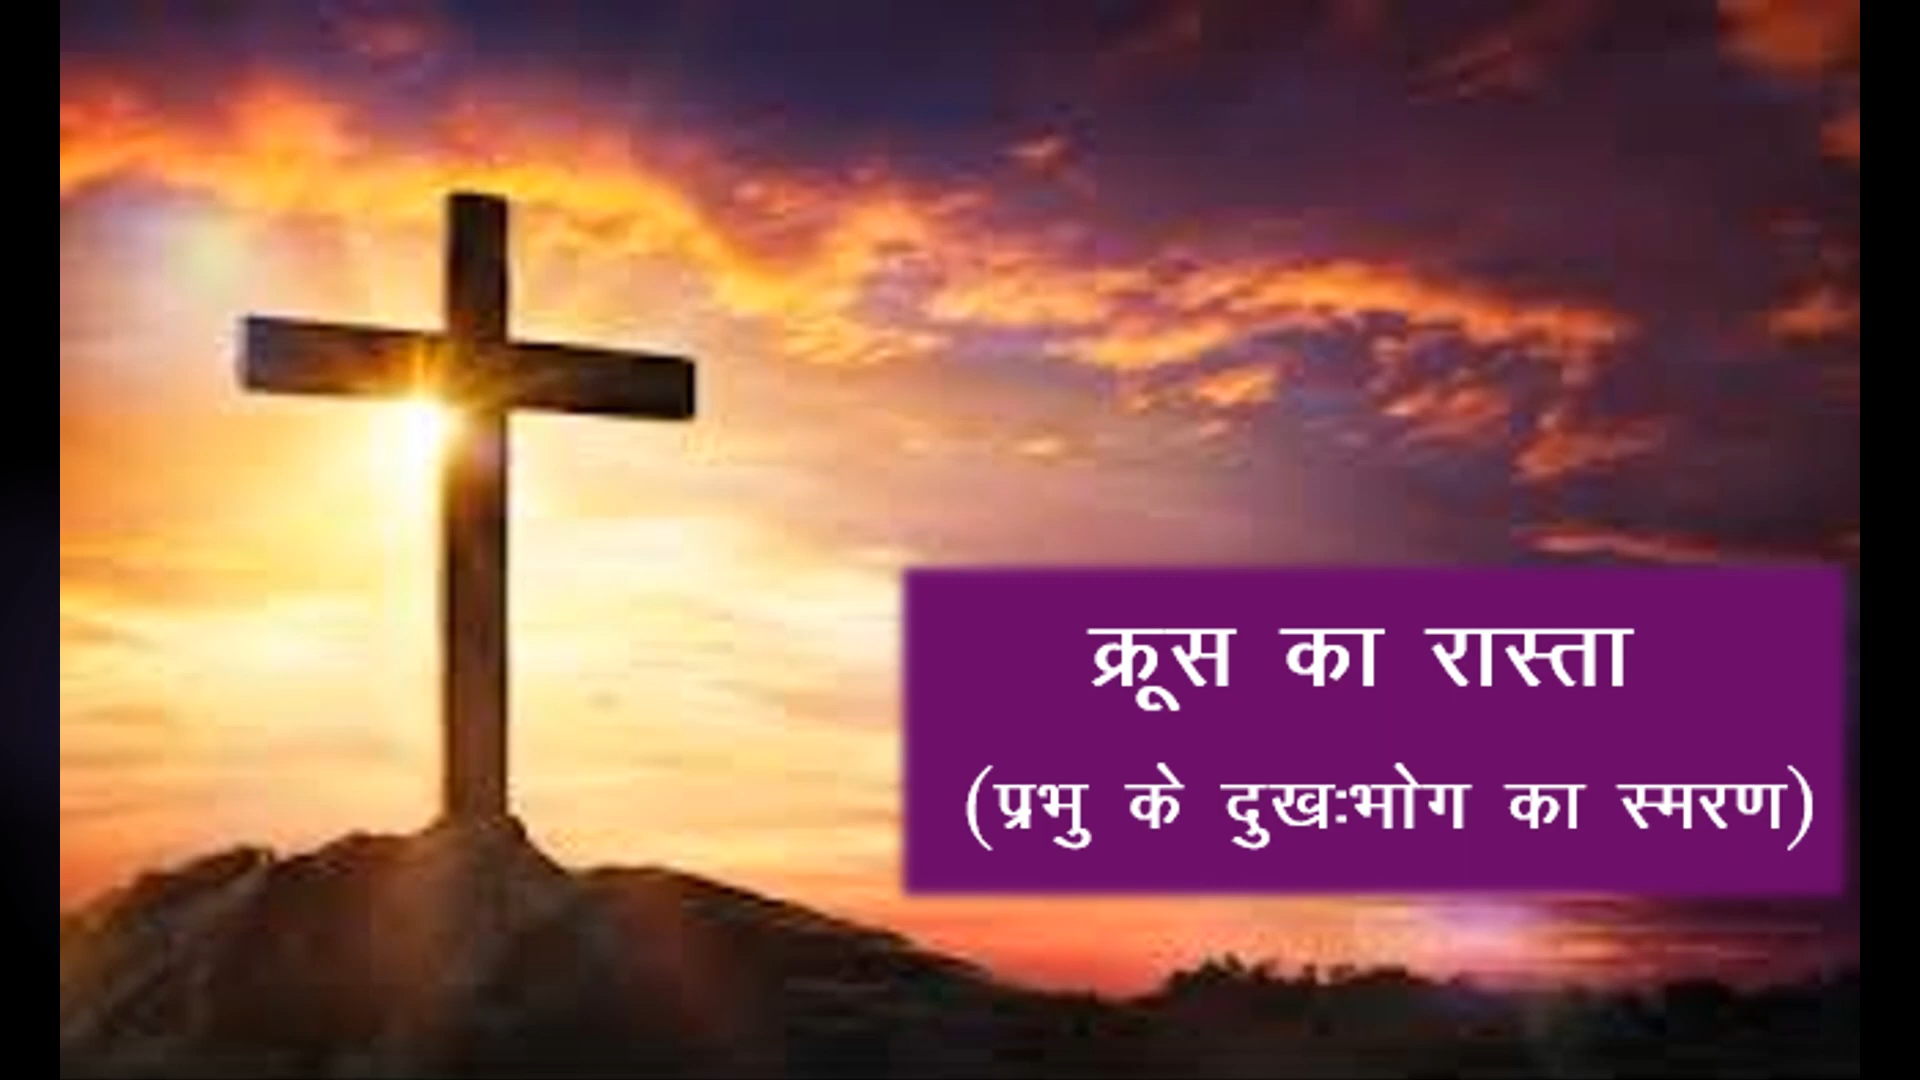 क्रूस का रास्ता
(प्रभु के दुखःभोग का स्मरण)